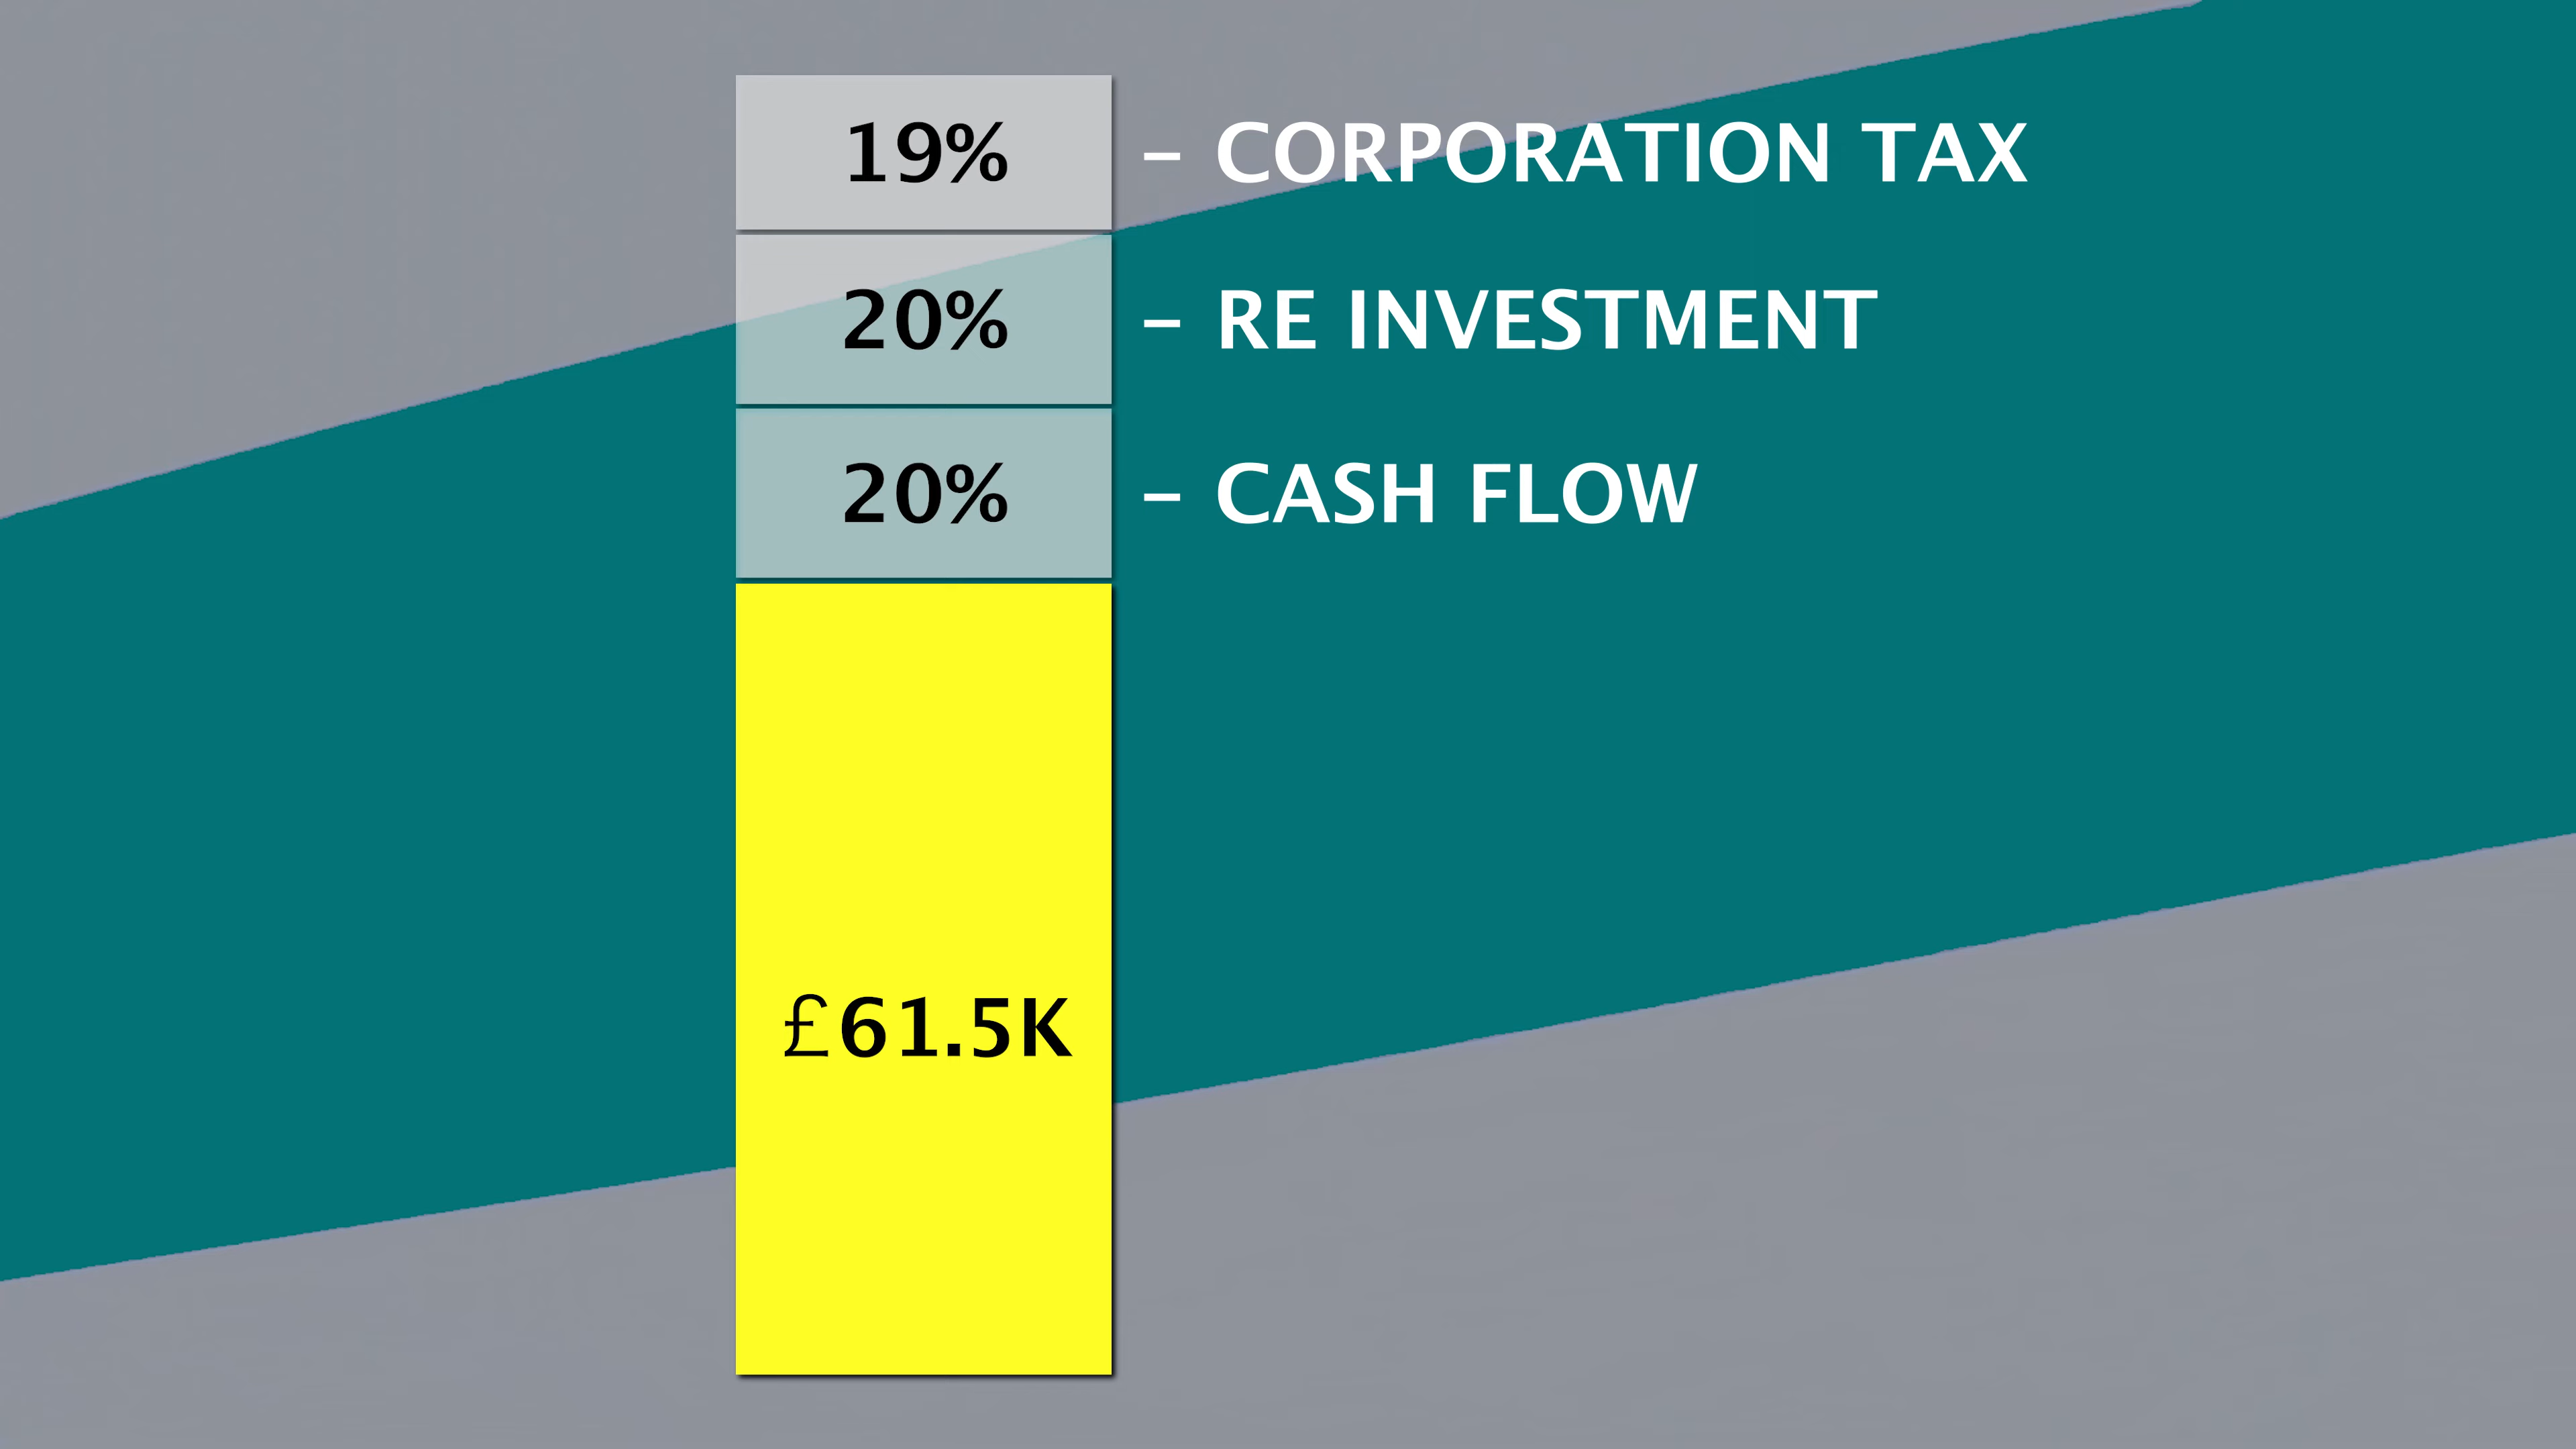 19% – CORPORATION TAX
20% – RE INVESTMENT
20% – CASH FLOW
£61.5K